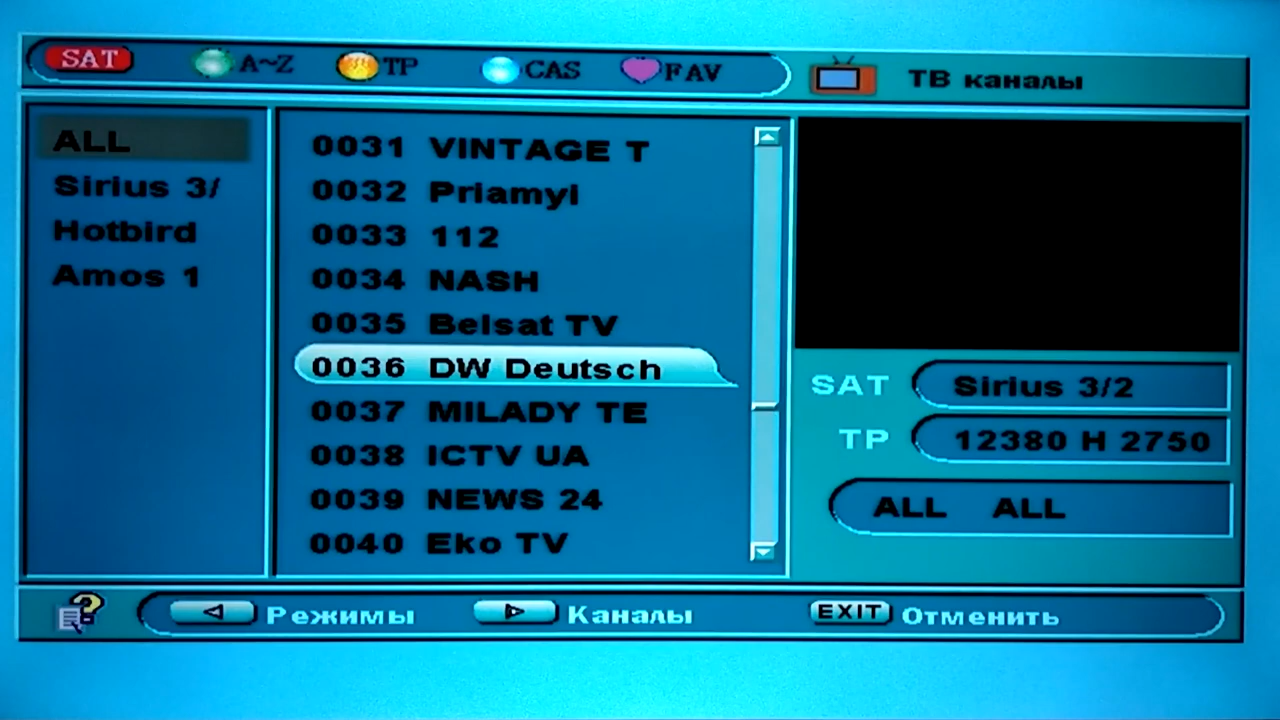 SAT A~Z TP CAS FAV ТВ каналы
ALL
Sirius 3/
Hotbird
Amos 1
0031 VINTAGE T
0032 Priamyi
0033 112
0034 NASH
0035 Belsat TV
0036 DW Deutsch
0037 MILADY TE
0038 ICTV UA
0039 NEWS 24
0040 Eko TV
SAT Sirius 3/2
TP 12380 H 2750
ALL ALL
Режимы Каналы EXIT Отменить